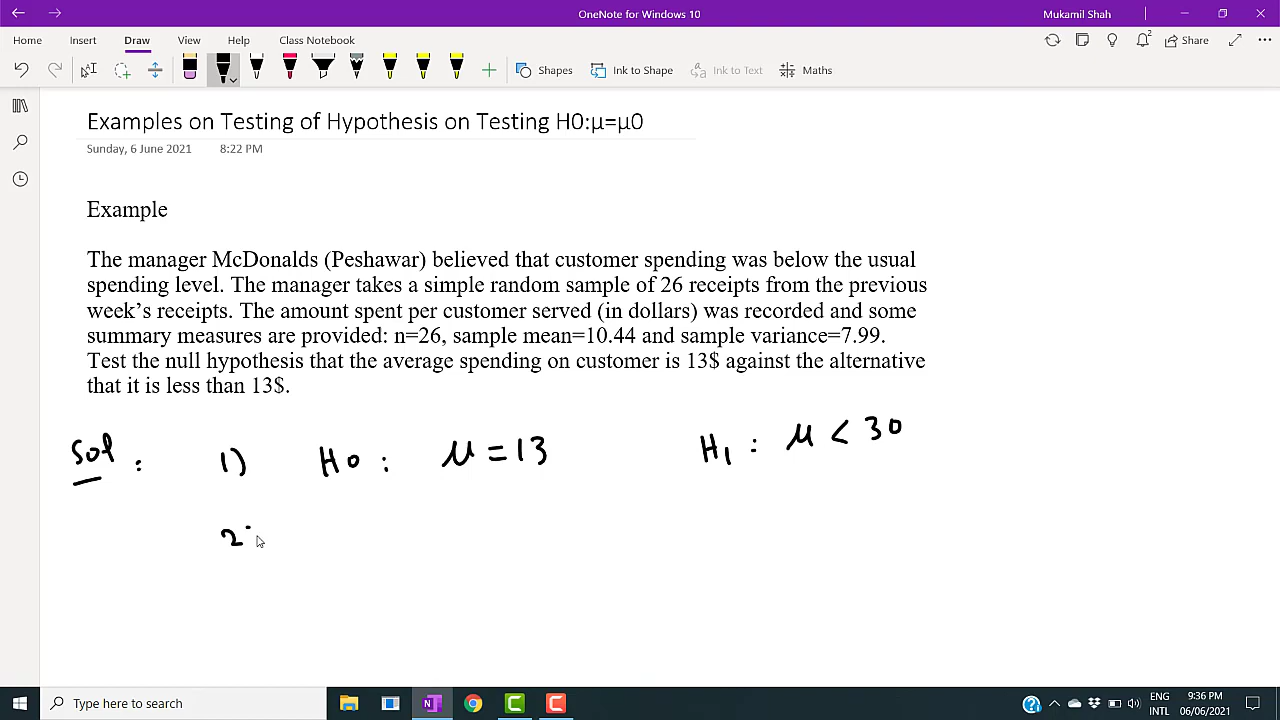 OneNote for Windows 10
Mukamil Shah
Home Insert Draw View Help Class Notebook
Share
Shapes Ink to Shape Ink to Text Maths
Examples on Testing of Hypothesis on Testing H0:μ=μ0
Sunday, 6 June 2021 8:22 PM
Example
The manager McDonalds (Peshawar) believed that customer spending was below the usual
spending level. The manager takes a simple random sample of 26 receipts from the previous
week's receipts. The amount spent per customer served (in dollars) was recorded and some
summary measures are provided: n=26, sample mean=10.44 and sample variance=7.99.
Test the null hypothesis that the average spending on customer is 13$ against the alternative
that it is less than 13$.
Sol : 1) H0 : μ = 13 H1 : μ < 30
2
Type here to search
ENG 9:36 PM
INTL 06/06/2021